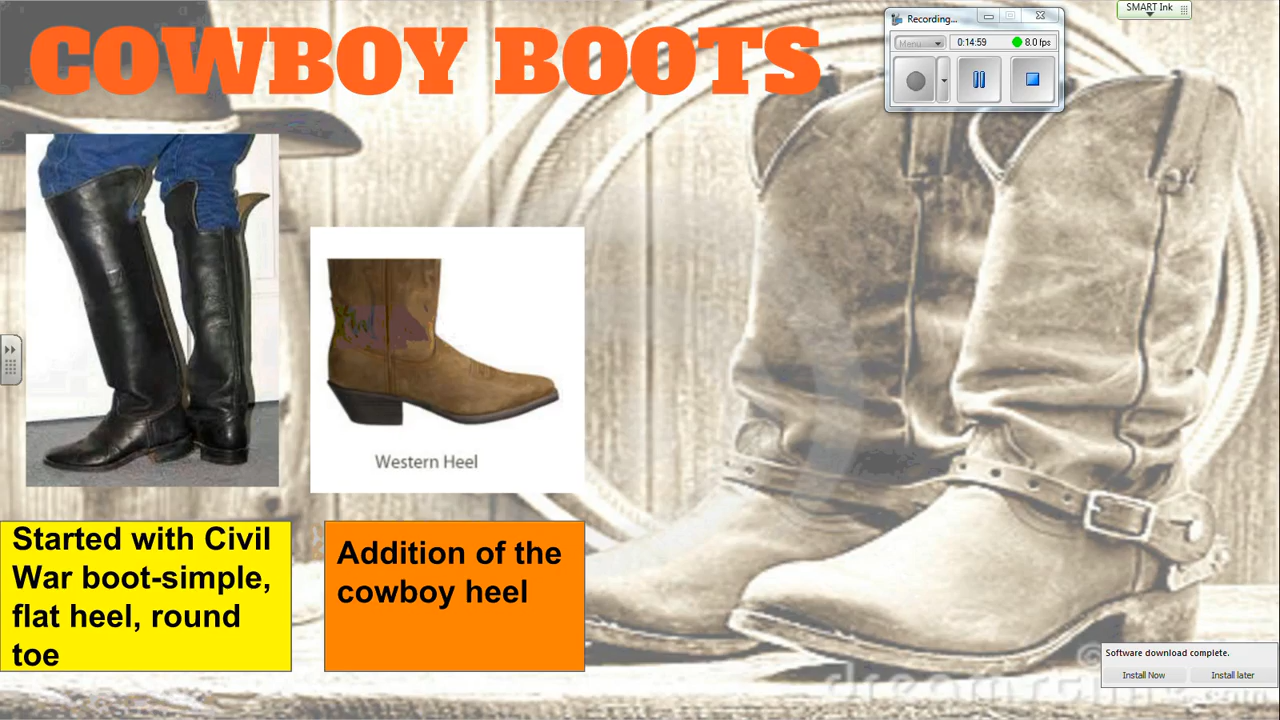 COWBOY BOOTS
SMART Ink
Recording...
Menu
0:14:59
8.0 fps
Western Heel
Started with Civil
War boot-simple,
flat heel, round
toe
Addition of the
cowboy heel
Software download complete.
Install Now
Install later